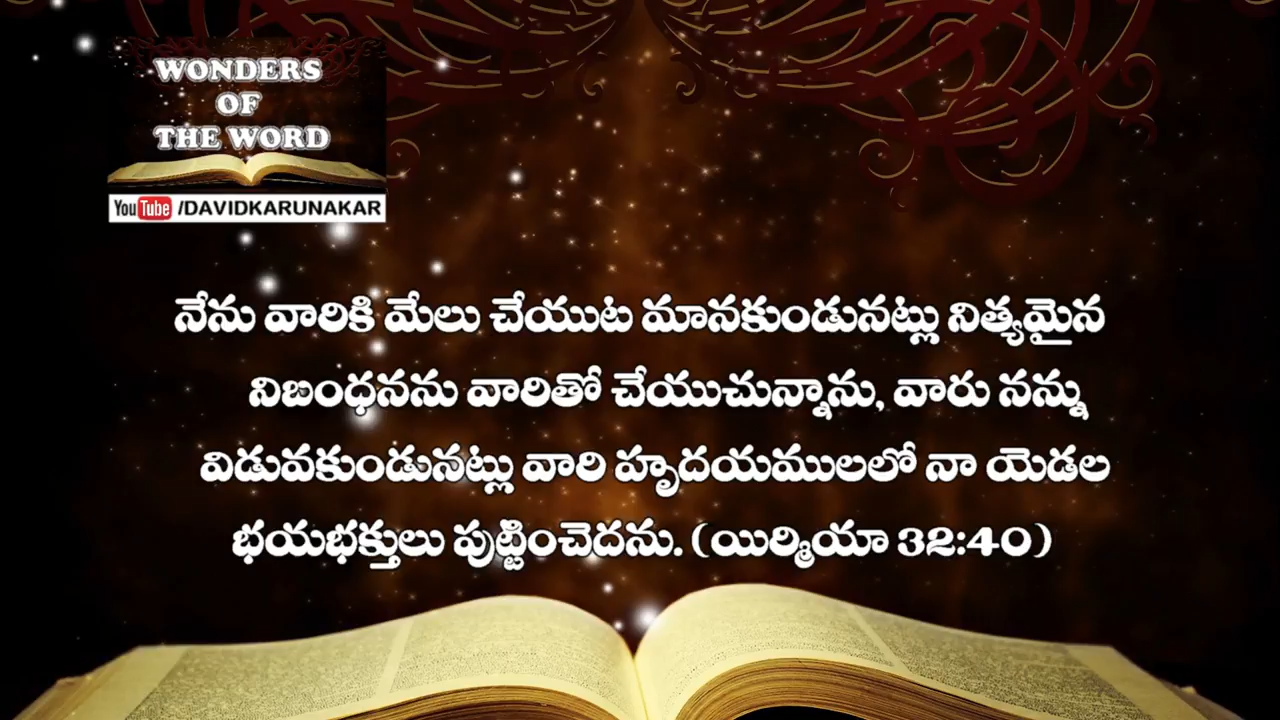 WONDERS
OF
THE WORD
YouTube /DAVIDKARUNAKAR
నేను వారికి మేలు చేయుట మానకుండునట్లు నిత్యమైన
నిబంధనను వారితో చేయుచున్నాను, వారు నన్ను
విడువకుండునట్లు వారి హృదయములలో నా యెడల
భయభక్తులు పుట్టించెదను. (యిర్మియా 32:40)